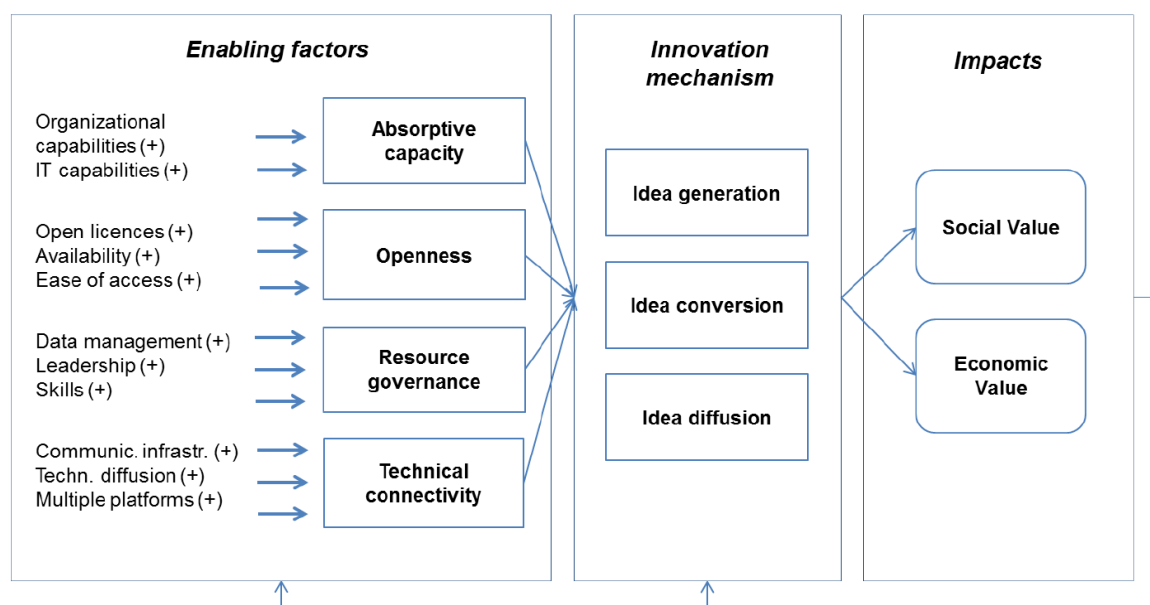 Enabling factors
Organizational
capabilities (+)
IT capabilities (+)
Absorptive
capacity
Open licences (+)
Availability (+)
Ease of access (+)
Openness
Data management (+)
Leadership (+)
Skills (+)
Resource
governance
Communic. infrastr. (+)
Techn. diffusion (+)
Multiple platforms (+)
Technical
connectivity
Innovation
mechanism
Idea generation
Idea conversion
Idea diffusion
Impacts
Social Value
Economic
Value